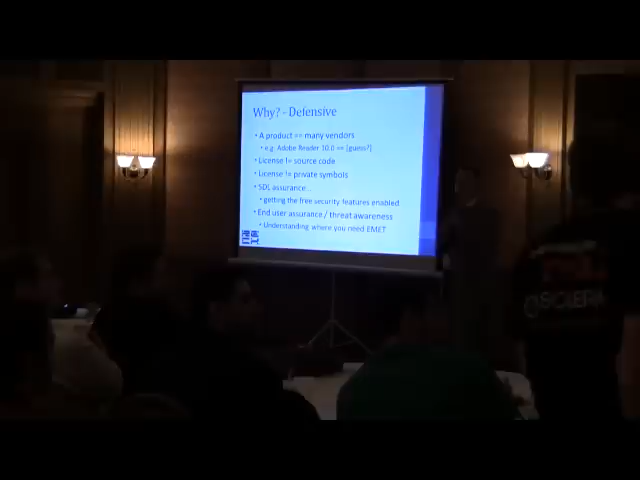 Why? - Defensive
• A product == many vendors
• e.g. Adobe Reader 10.0 == [guess?]
• License != source code
• License != private symbols
• SDL assurance...
• getting the free security features enabled
• End user assurance / threat awareness
• Understanding where you need EMET